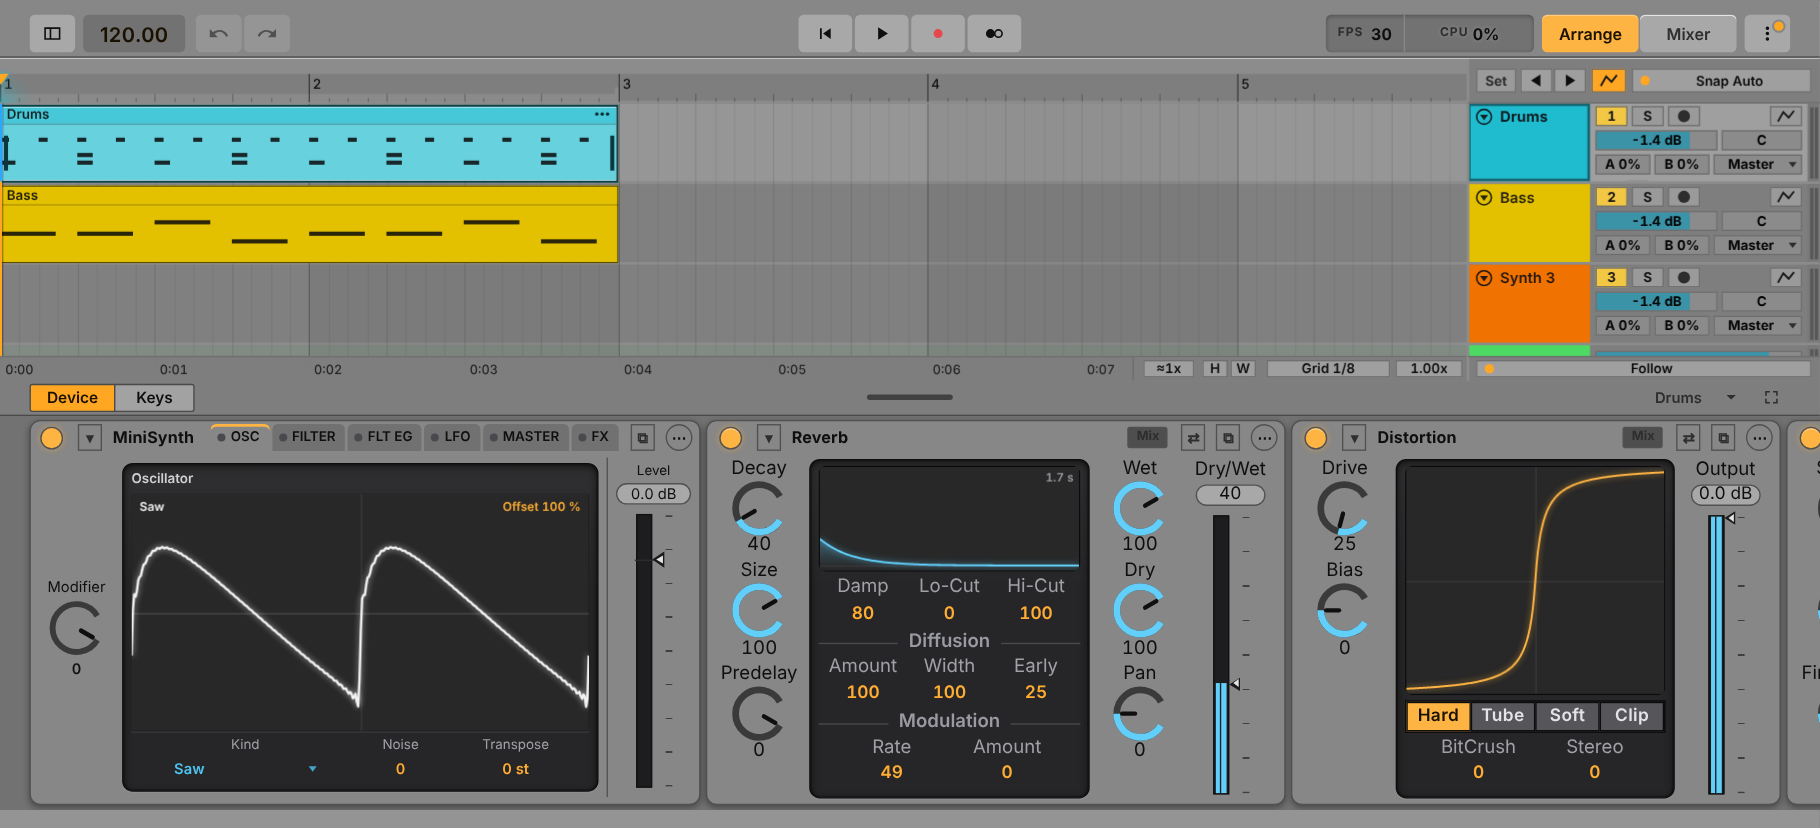 120.00
FPS 30 CPU 0% Arrange Mixer
1 2 3 4 5
Set Snap Auto
Drums
Drums 1 S
-1.4 dB C
A 0% B 0% Master
Bass
Bass 2 S
-1.4 dB C
A 0% B 0% Master
Synth 3 3 S
-1.4 dB C
A 0% B 0% Master
0:00 0:01 0:02 0:03 0:04 0:05 0:06 0:07 ≈1x H W Grid 1/8 1.00x Follow
Device Keys Drums
MiniSynth OSC FILTER FLT EG LFO MASTER FX
Level
0.0 dB
Oscillator
Saw Offset 100 %
Modifier
0
Kind Noise Transpose
Saw 0 0 st
Reverb Mix
Decay
40
Size
100
Predelay
0
1.7 s
Damp Lo-Cut Hi-Cut
80 0 100
Diffusion
Amount Width Early
100 100 25
Modulation
Rate Amount
49 0
Wet
100
Dry
100
Pan
0
Dry/Wet
40
Distortion Mix
Drive
25
Bias
0
Hard Tube Soft Clip
BitCrush Stereo
0 0
Output
0.0 dB